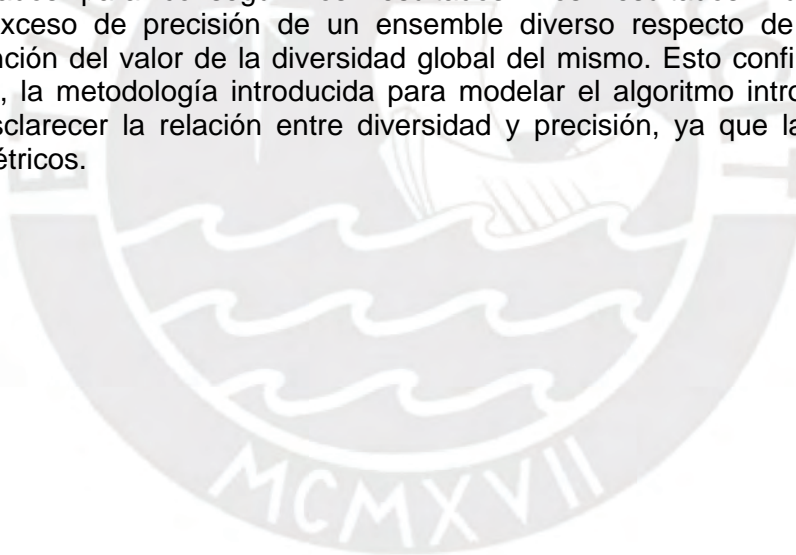 exceso de precisión de un ensemble diverso respecto de
nción del valor de la diversidad global del mismo. Esto confi
, la metodología introducida para modelar el algoritmo intro
sclarecer la relación entre diversidad y precisión, ya que la
étricos.
MCMXVII